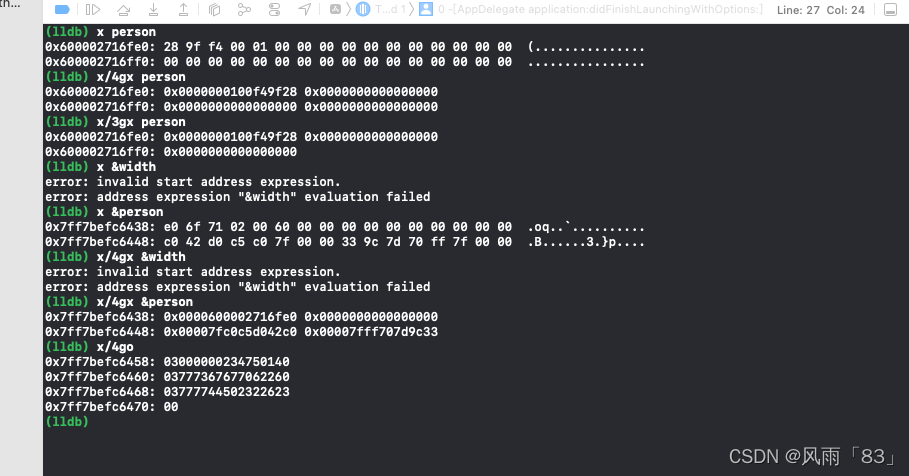 th...
T...d 1 〉 0 -[AppDelegate application:didFinishLaunchingWithOptions:] Line: 27 Col: 24
(lldb) x person
0x600002716fe0: 28 9f f4 00 01 00 00 00 00 00 00 00 00 00 00 00  (...............
0x600002716ff0: 00 00 00 00 00 00 00 00 00 00 00 00 00 00 00 00  ................
(lldb) x/4gx person
0x600002716fe0: 0x0000000100f49f28 0x0000000000000000
0x600002716ff0: 0x0000000000000000 0x0000000000000000
(lldb) x/3gx person
0x600002716fe0: 0x0000000100f49f28 0x0000000000000000
0x600002716ff0: 0x0000000000000000
(lldb) x &width
error: invalid start address expression.
error: address expression "&width" evaluation failed
(lldb) x &person
0x7ff7befc6438: e0 6f 71 02 00 60 00 00 00 00 00 00 00 00 00 00  .oq..`..........
0x7ff7befc6448: c0 42 d0 c5 c0 7f 00 00 33 9c 7d 70 ff 7f 00 00  .B......3.}p....
(lldb) x/4gx &width
error: invalid start address expression.
error: address expression "&width" evaluation failed
(lldb) x/4gx &person
0x7ff7befc6438: 0x0000600002716fe0 0x0000000000000000
0x7ff7befc6448: 0x00007fc0c5d042c0 0x00007fff707d9c33
(lldb) x/4go
0x7ff7befc6458: 03000000234750140
0x7ff7befc6460: 03777367677062260
0x7ff7befc6468: 03777744502322623
0x7ff7befc6470: 00
(lldb)
CSDN @风雨「83」